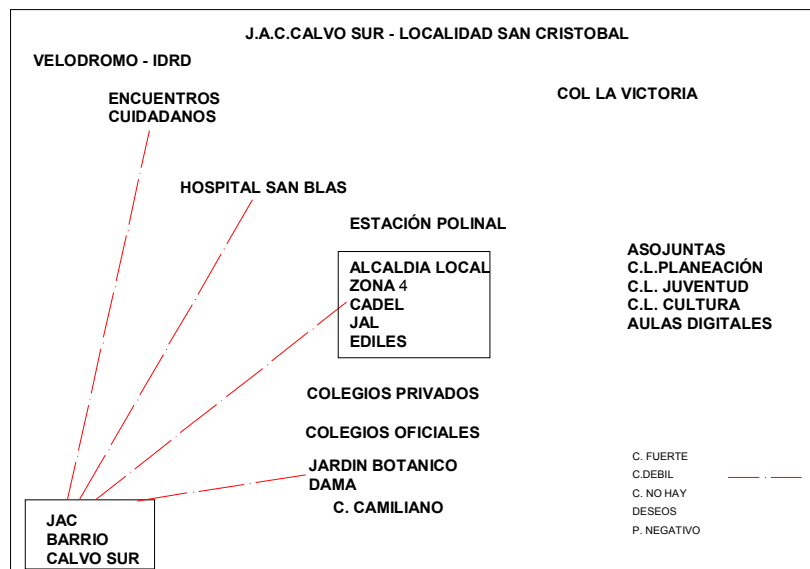 J.A.C.CALVO SUR - LOCALIDAD SAN CRISTOBAL
VELODROMO - IDRD
ENCUENTROS
CUIDADANOS
COL LA VICTORIA
HOSPITAL SAN BLAS
ESTACIÓN POLINAL
ALCALDIA LOCAL
ZONA 4
CADEL
JAL
EDILES
ASOJUNTAS
C.L.PLANEACIÓN
C.L. JUVENTUD
C.L. CULTURA
AULAS DIGITALES
COLEGIOS PRIVADOS
COLEGIOS OFICIALES
JARDIN BOTANICO
DAMA
C. CAMILIANO
C. FUERTE
C.DEBIL
C. NO HAY
DESEOS
P. NEGATIVO
JAC
BARRIO
CALVO SUR